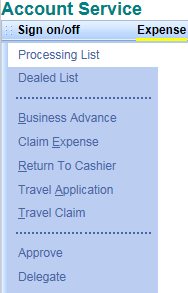 Account Service
Sign on/off Expense
Processing List
Dealed List
Business Advance
Claim Expense
Return To Cashier
Travel Application
Travel Claim
Approve
Delegate